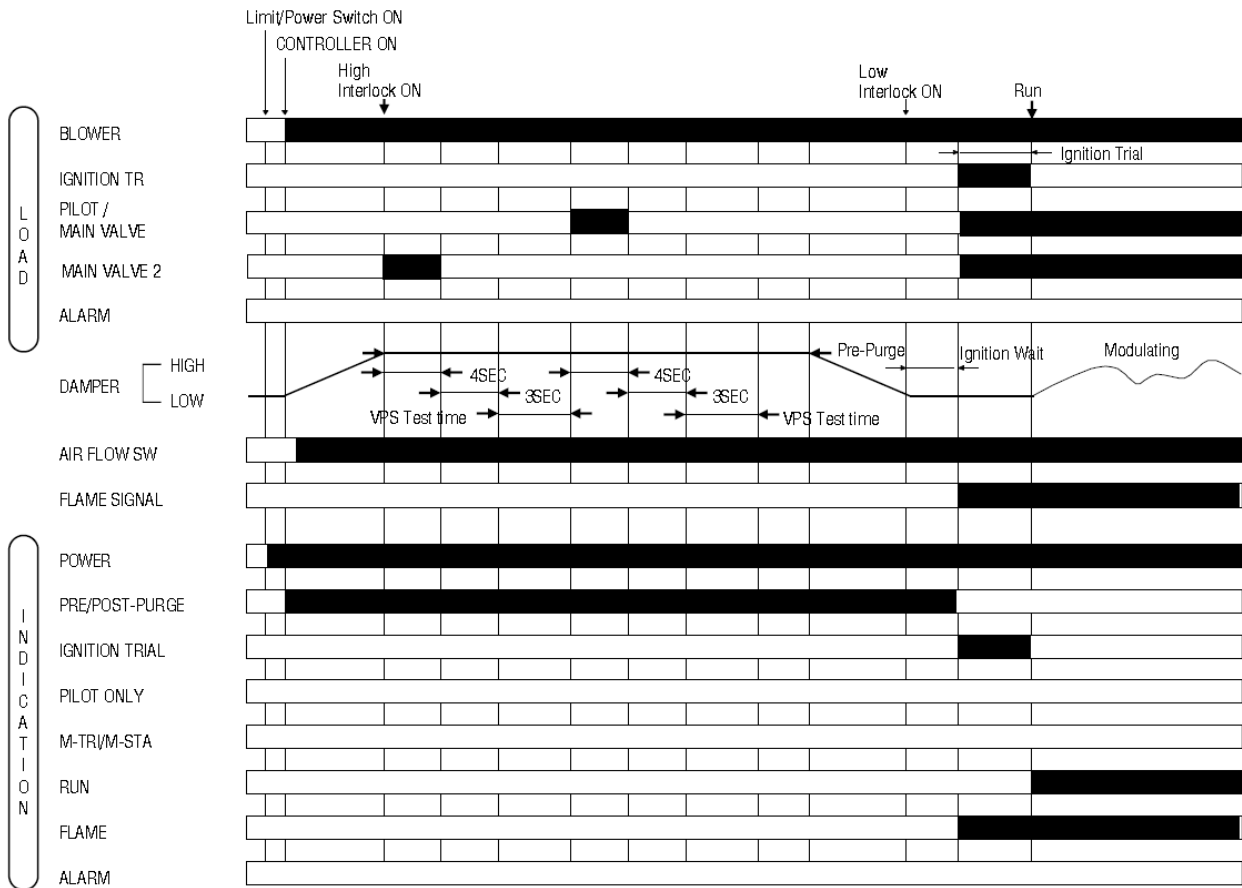 Limit/Power Switch ON
CONTROLLER ON
High
Interlock ON
Low
Interlock ON
Run
LOAD
BLOWER
Ignition Trial
IGNITION TR
PILOT /
MAIN VALVE
MAIN VALVE 2
ALARM
DAMPER
HIGH
LOW
Pre-Purge
Ignition Wait
Modulating
4SEC
4SEC
3SEC
3SEC
VPS Test time
VPS Test time
AIR FLOW SW
FLAME SIGNAL
INDICATION
POWER
PRE/POST-PURGE
IGNITION TRIAL
PILOT ONLY
M-TRI/M-STA
RUN
FLAME
ALARM